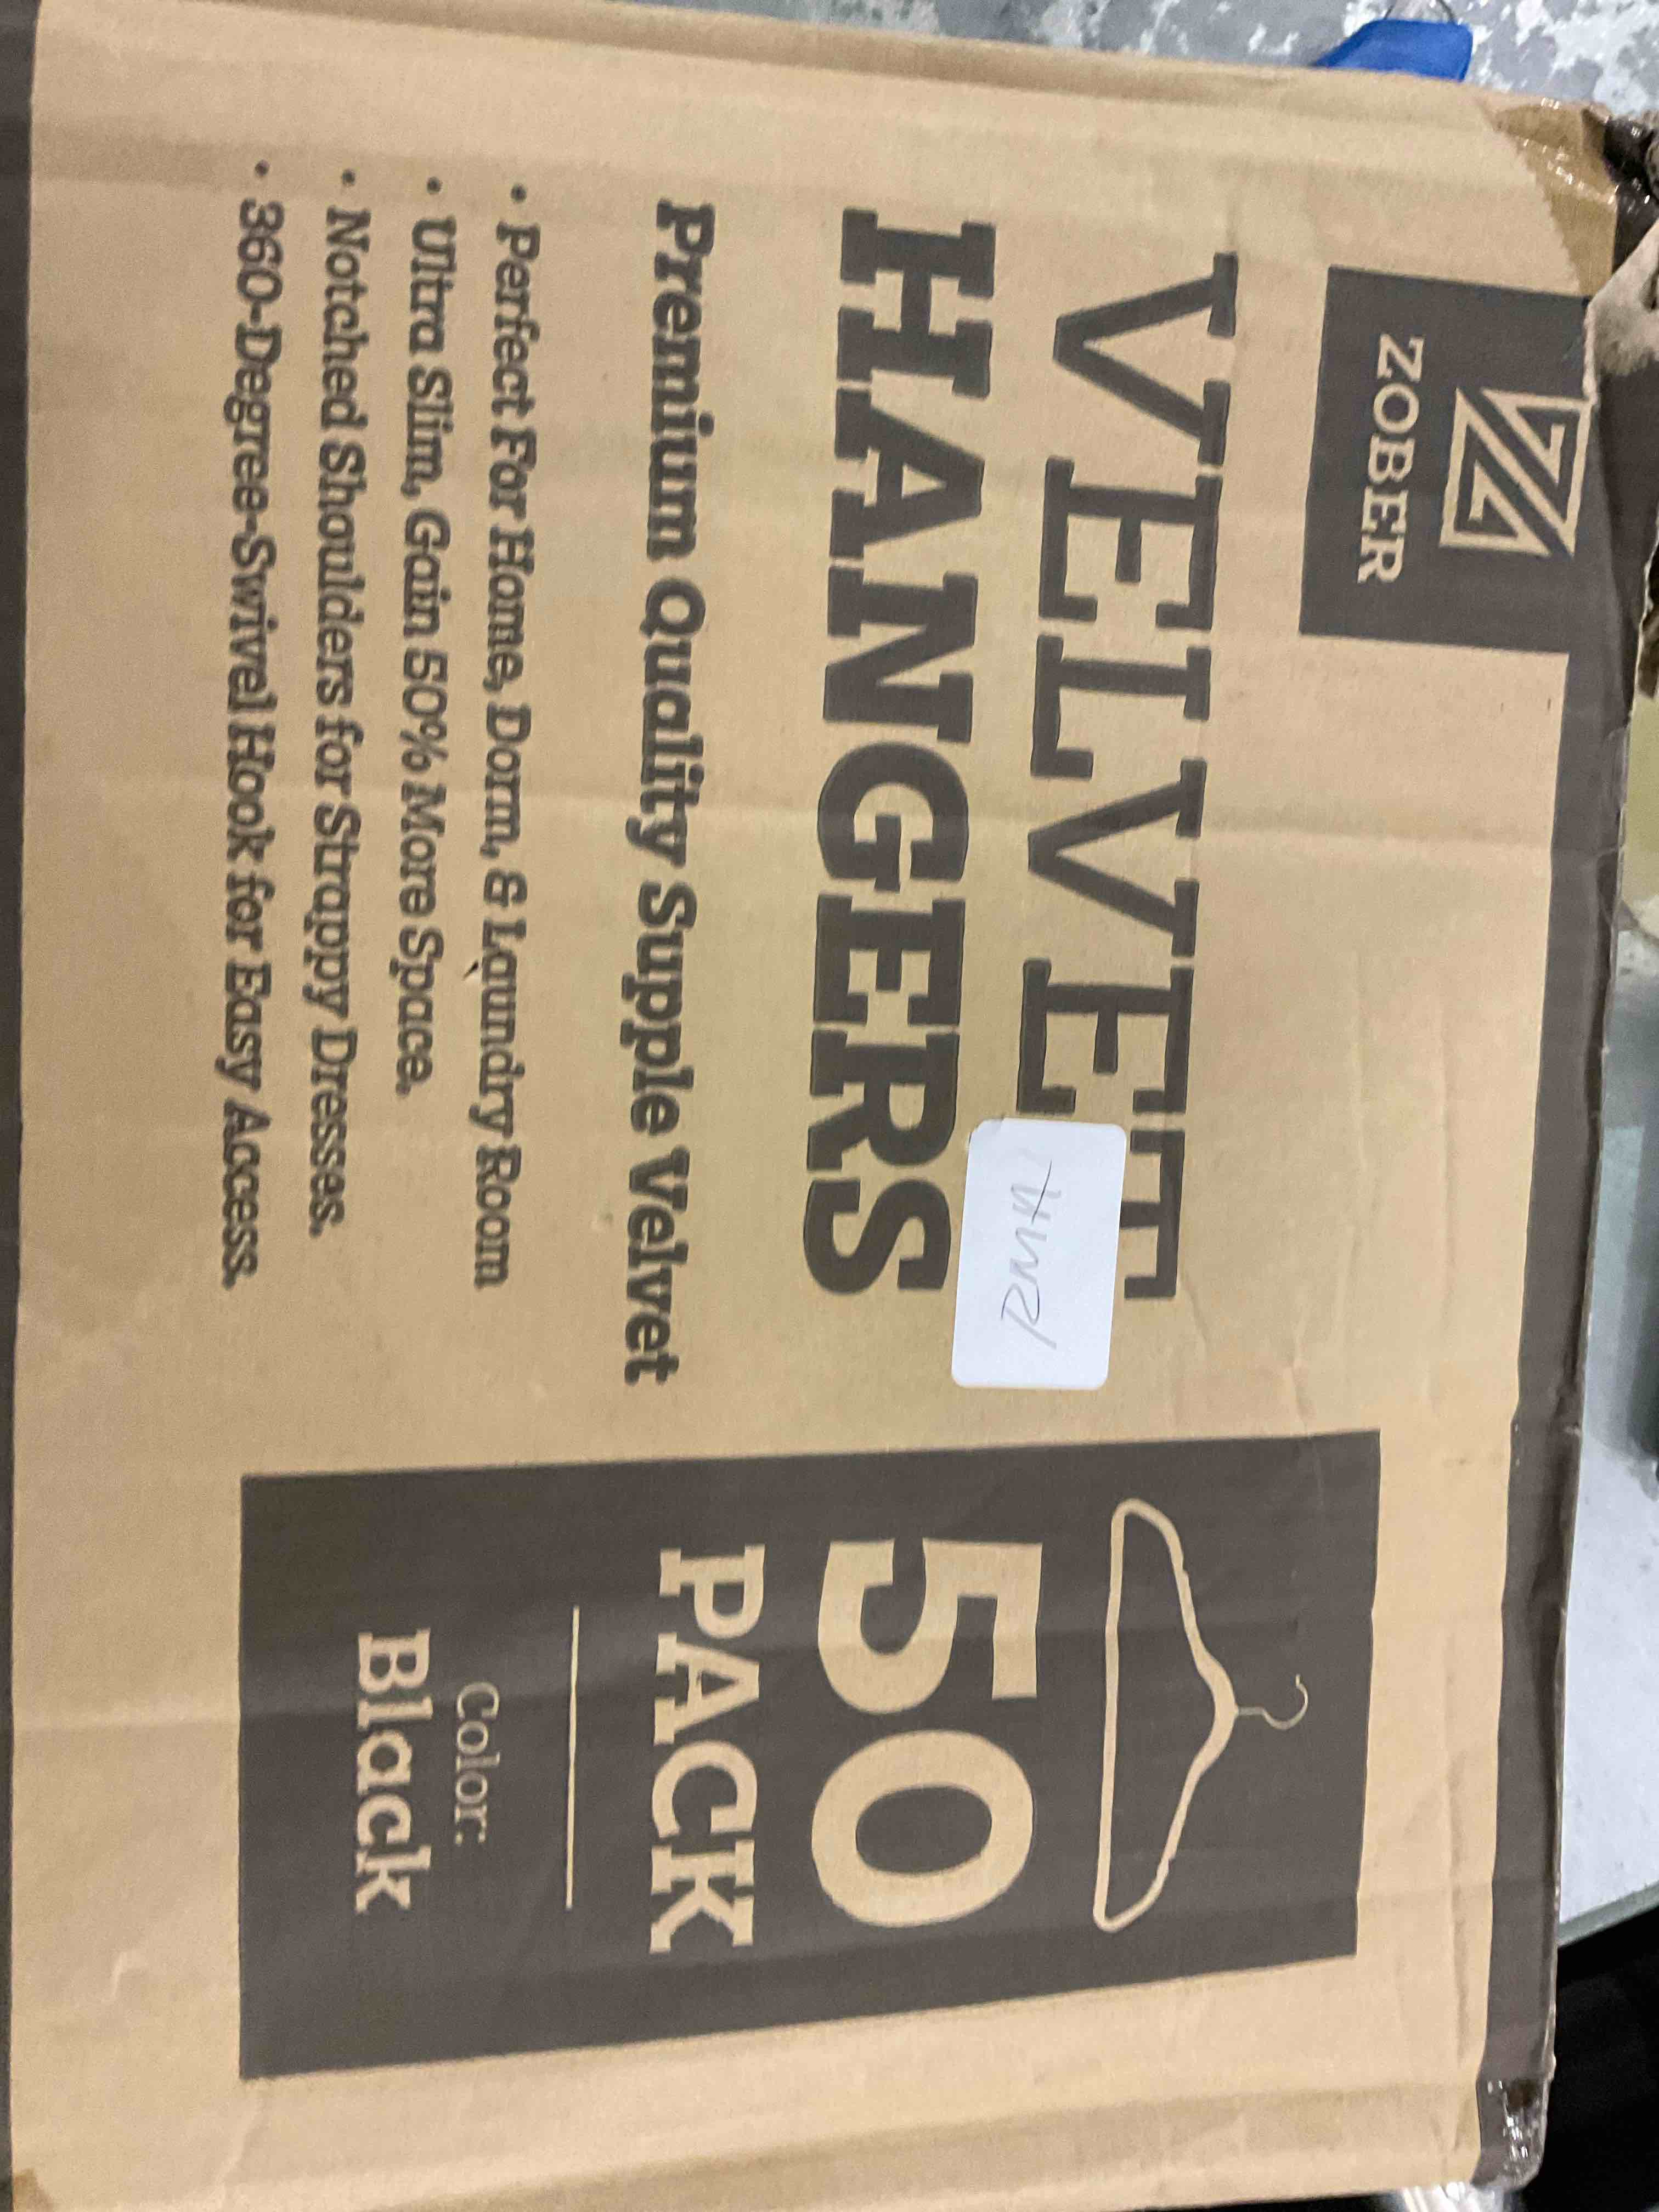 ZOBER
VELVET
HANGERS
Premium Quality Supple Velvet
• Perfect For Home, Dorm, & Laundry Room
• Ultra Slim, Gain 50% More Space.
• Notched Shoulders for Strappy Dresses.
• 360-Degree-Swivel Hook for Easy Access.
50
PACK
Color:
Black